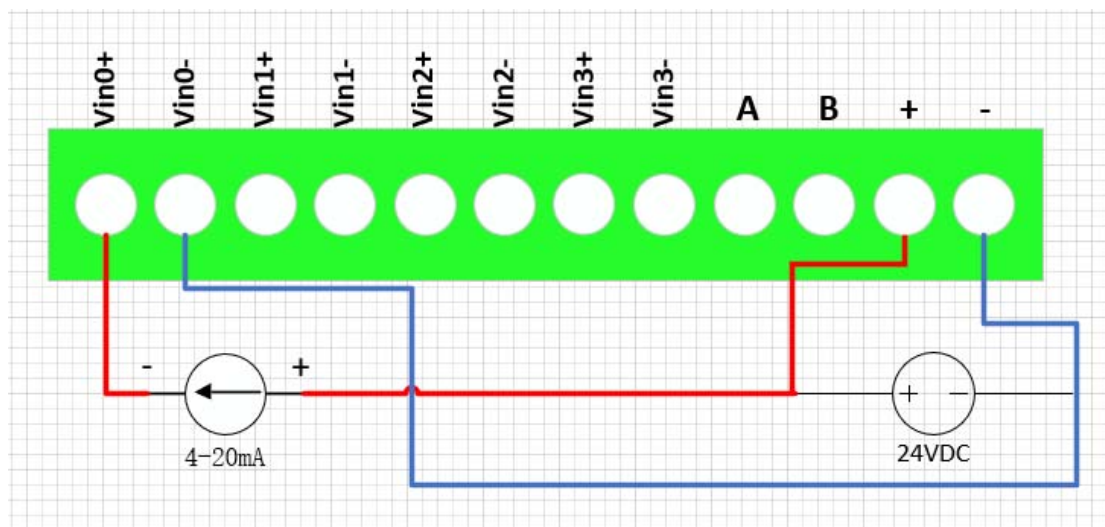 Vin0+ Vin0- Vin1+ Vin1- Vin2+ Vin2- Vin3+ Vin3- A B + -
- +
+ -
4-20mA
24VDC